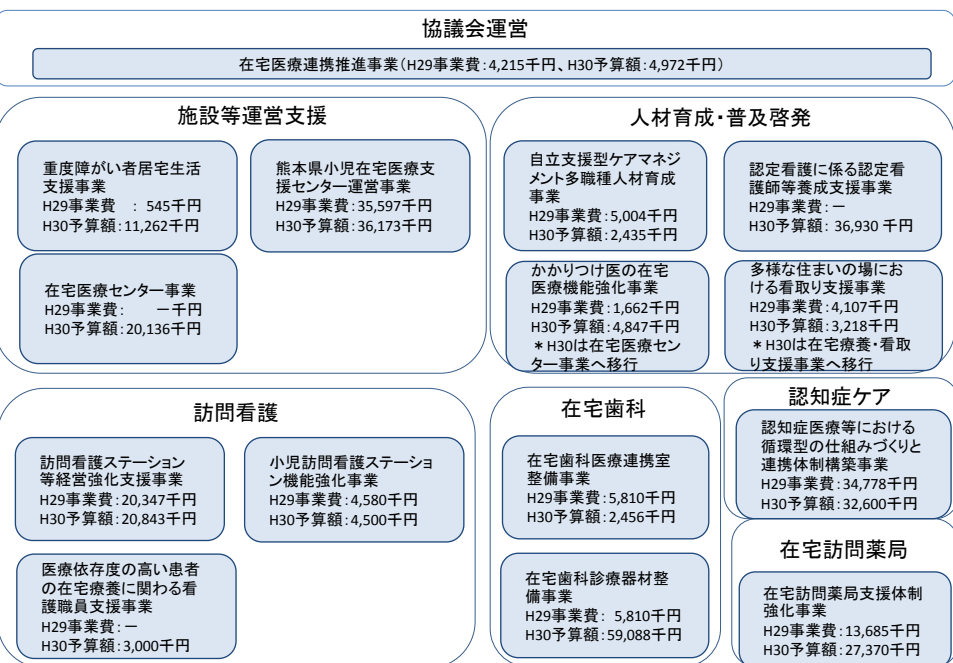 協議会運営
在宅医療連携推進事業(H29事業費:4,215千円、H30予算額:4,972千円)
施設等運営支援
重度障がい者居宅生活
支援事業
H29事業費 : 545千円
H30予算額:11,262千円
熊本県小児在宅医療支
援センター運営事業
H29事業費:35,597千円
H30予算額:36,173千円
在宅医療センター事業
H29事業費: －千円
H30予算額:20,136千円
人材育成・普及啓発
自立支援型ケアマネジ
メント多職種人材育成
事業
H29事業費:5,004千円
H30予算額:2,435千円
認定看護に係る認定看
護師等養成支援事業
H29事業費:－
H30予算額: 36,930 千円
かかりつけ医の在宅
医療機能強化事業
H29事業費:1,662千円
H30予算額:4,847千円
＊H30は在宅医療セン
ター事業へ移行
多様な住まいの場にお
ける看取り支援事業
H29事業費:4,107千円
H30予算額:3,218千円
＊H30は在宅療養・看取
り支援事業へ移行
訪問看護
訪問看護ステーション
等経営強化支援事業
H29事業費:20,347千円
H30予算額:20,843千円
小児訪問看護ステーショ
ン機能強化事業
H29事業費:4,580千円
H30予算額:4,500千円
医療依存度の高い患者
の在宅療養に関わる看
護職員支援事業
H29事業費:－
H30予算額:3,000千円
在宅歯科
在宅歯科医療連携室
整備事業
H29事業費:5,810千円
H30予算額:2,456千円
在宅歯科診療器材整
備事業
H29事業費: 5,810千円
H30予算額:59,088千円
認知症ケア
認知症医療等における
循環型の仕組みづくりと
連携体制構築事業
H29事業費:34,778千円
H30予算額:32,600千円
在宅訪問薬局
在宅訪問薬局支援体制
強化事業
H29事業費:13,685千円
H30予算額:27,370千円